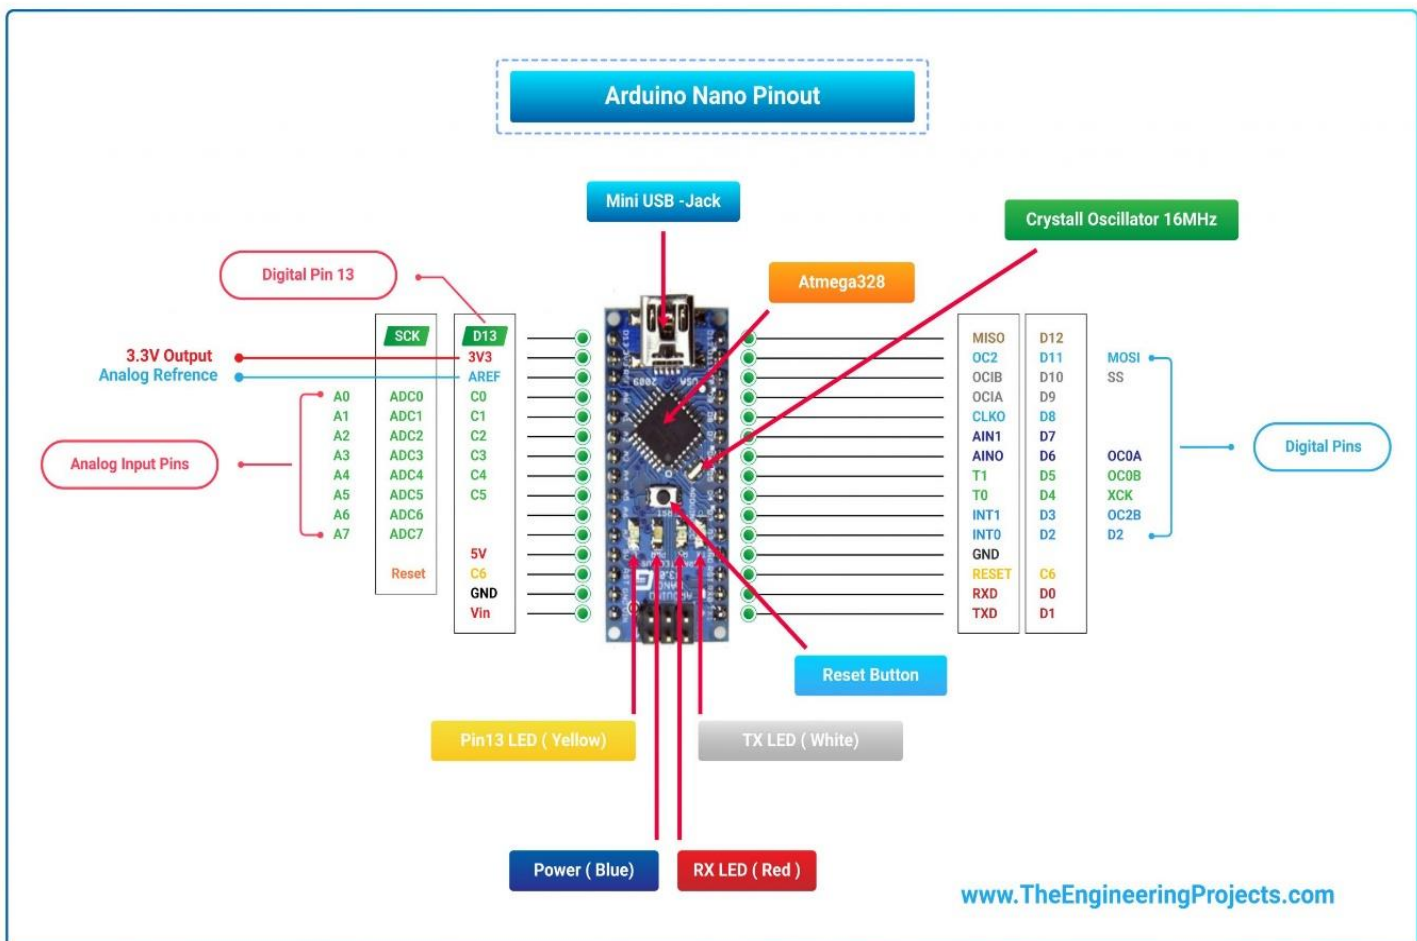 Arduino Nano Pinout
Mini USB -Jack
Crystall Oscillator 16MHz
Digital Pin 13
Atmega328
SCK D13 MISO D12
3.3V Output 3V3 OC2 D11 MOSI
Analog Refrence AREF OCIB D10 SS
A0 ADC0 C0 OCIA D9
A1 ADC1 C1 CLKO D8
A2 ADC2 C2 AIN1 D7
A3 ADC3 C3 AINO D6 OC0A
Analog Input Pins
Digital Pins
A4 ADC4 C4 T1 D5 OC0B
A5 ADC5 C5 T0 D4 XCK
A6 ADC6 INT1 D3 OC2B
A7 ADC7 INT0 D2 D2
5V GND
Reset C6 RESET C6
GND RXD D0
Vin TXD D1
USA
2009
Reset Button
Pin13 LED ( Yellow)
TX LED ( White)
Power ( Blue)
RX LED ( Red )
www.TheEngineeringProjects.com